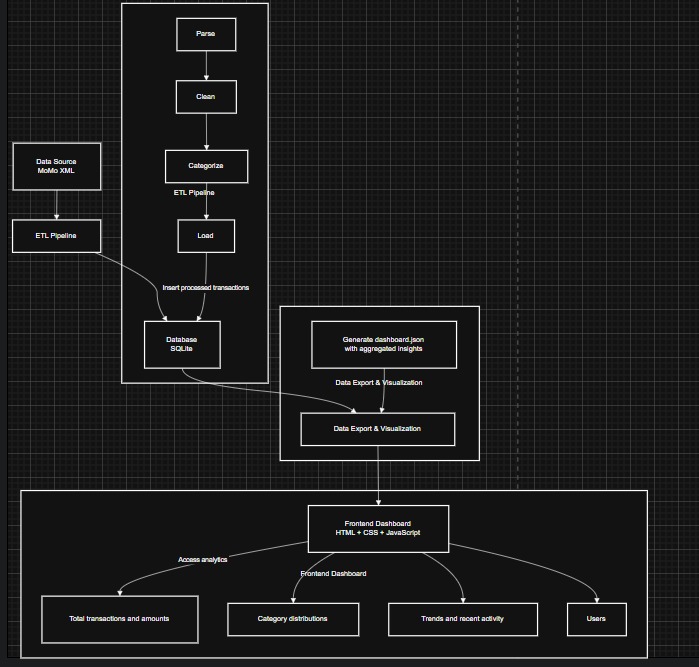 Parse
Clean
Data Source
MoMo XML
Categorize
ETL Pipeline
ETL Pipeline
Load
Insert processed transactions
Database
SQLite
Generate dashboard.json
with aggregated insights
Data Export & Visualization
Data Export & Visualization
Frontend Dashboard
HTML + CSS + JavaScript
Access analytics
Frontend Dashboard
Total transactions and amounts
Category distributions
Trends and recent activity
Users